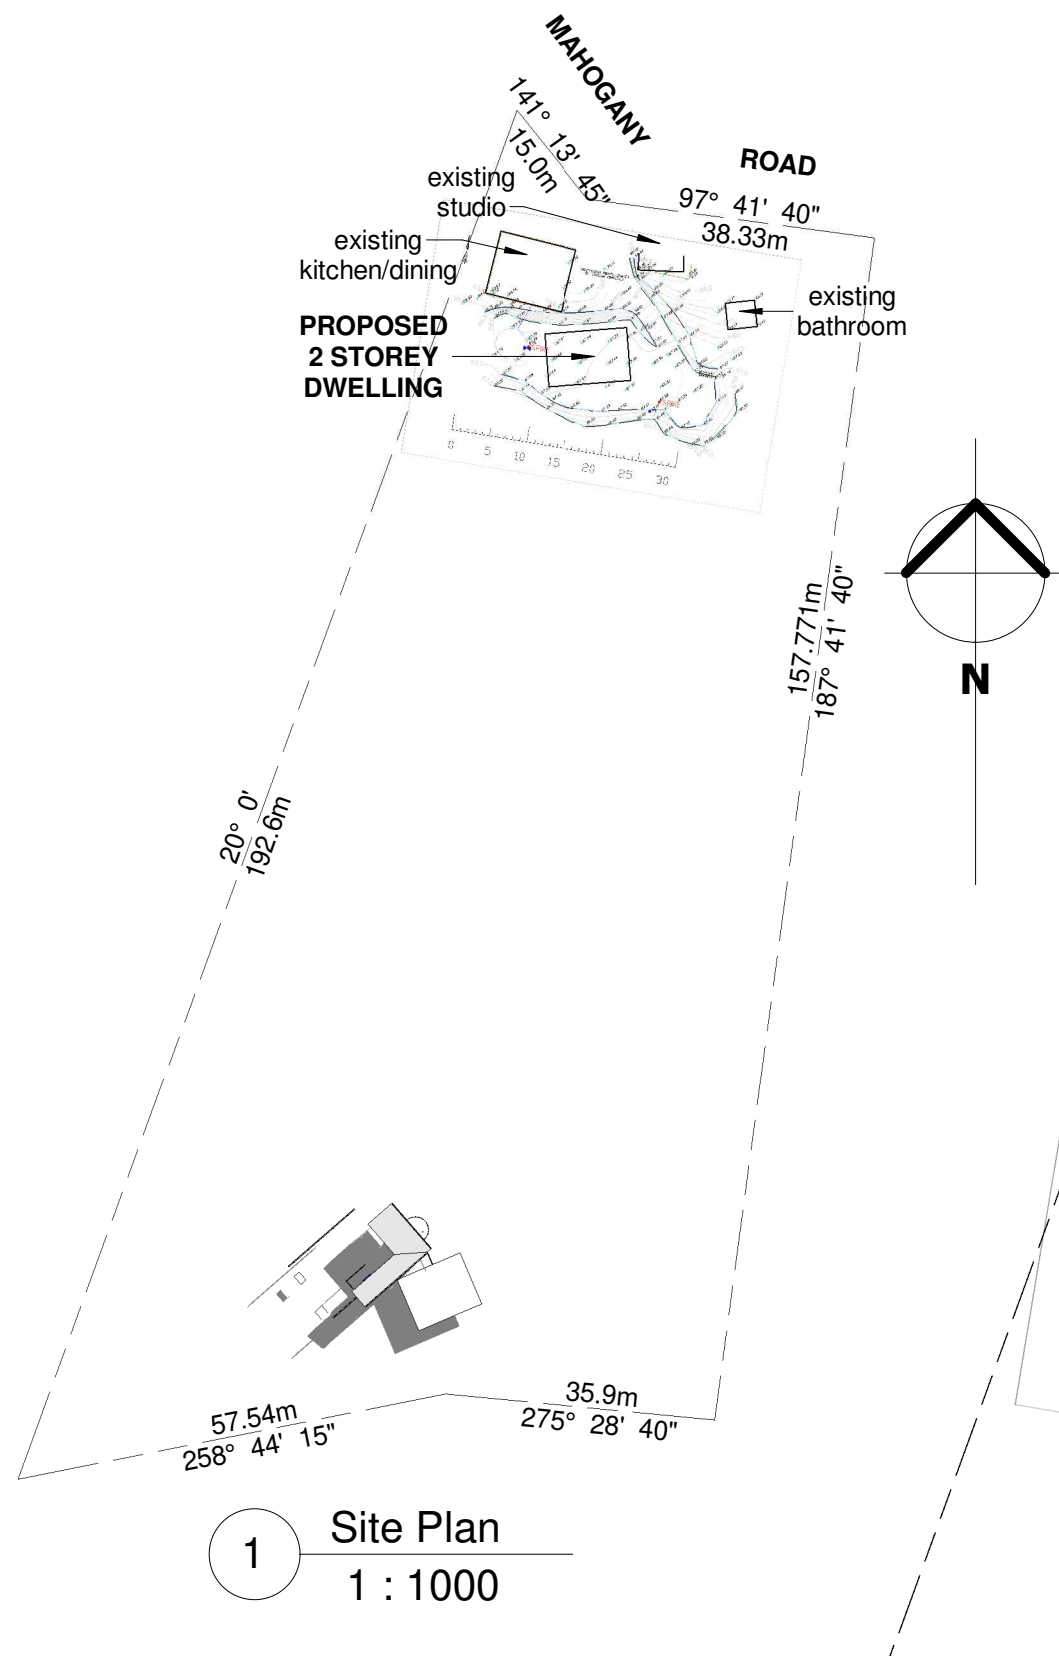 MAHOGANY
ROAD
141° 13' 45"
15.0m
97° 41' 40"
38.33m
existing
studio
existing
kitchen/dining
existing
bathroom
PROPOSED
2 STOREY
DWELLING
0 5 10 15 20 25 30
157.771m
187° 41' 40"
N
20° 0'
192.6m
57.54m
258° 44' 15"
35.9m
275° 28' 40"
1
Site Plan
1 : 1000